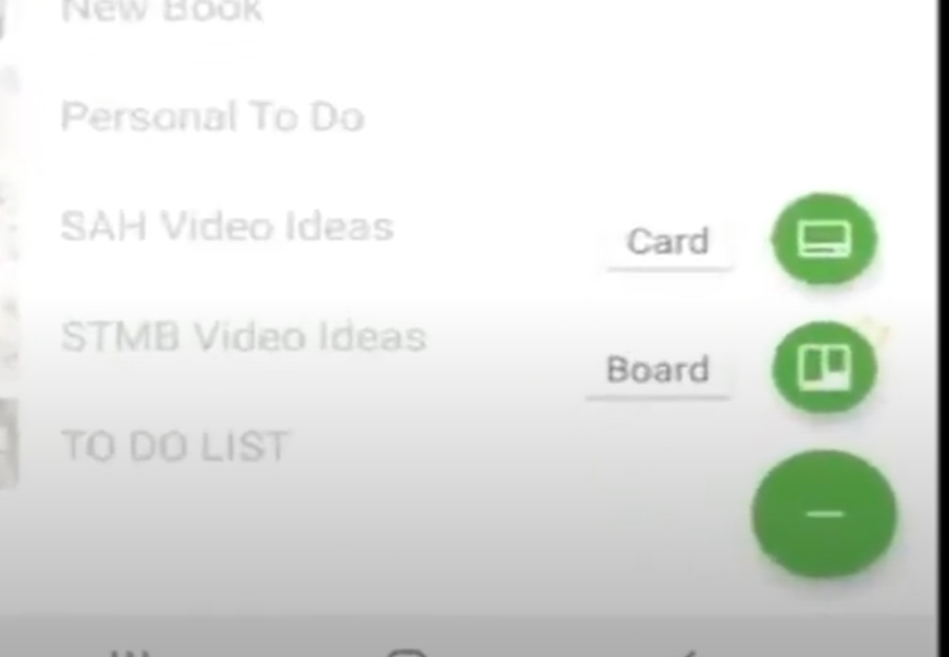 New Book
Personal To Do
SAH Video Ideas
Card
STMB Video Ideas
Board
TO DO LIST